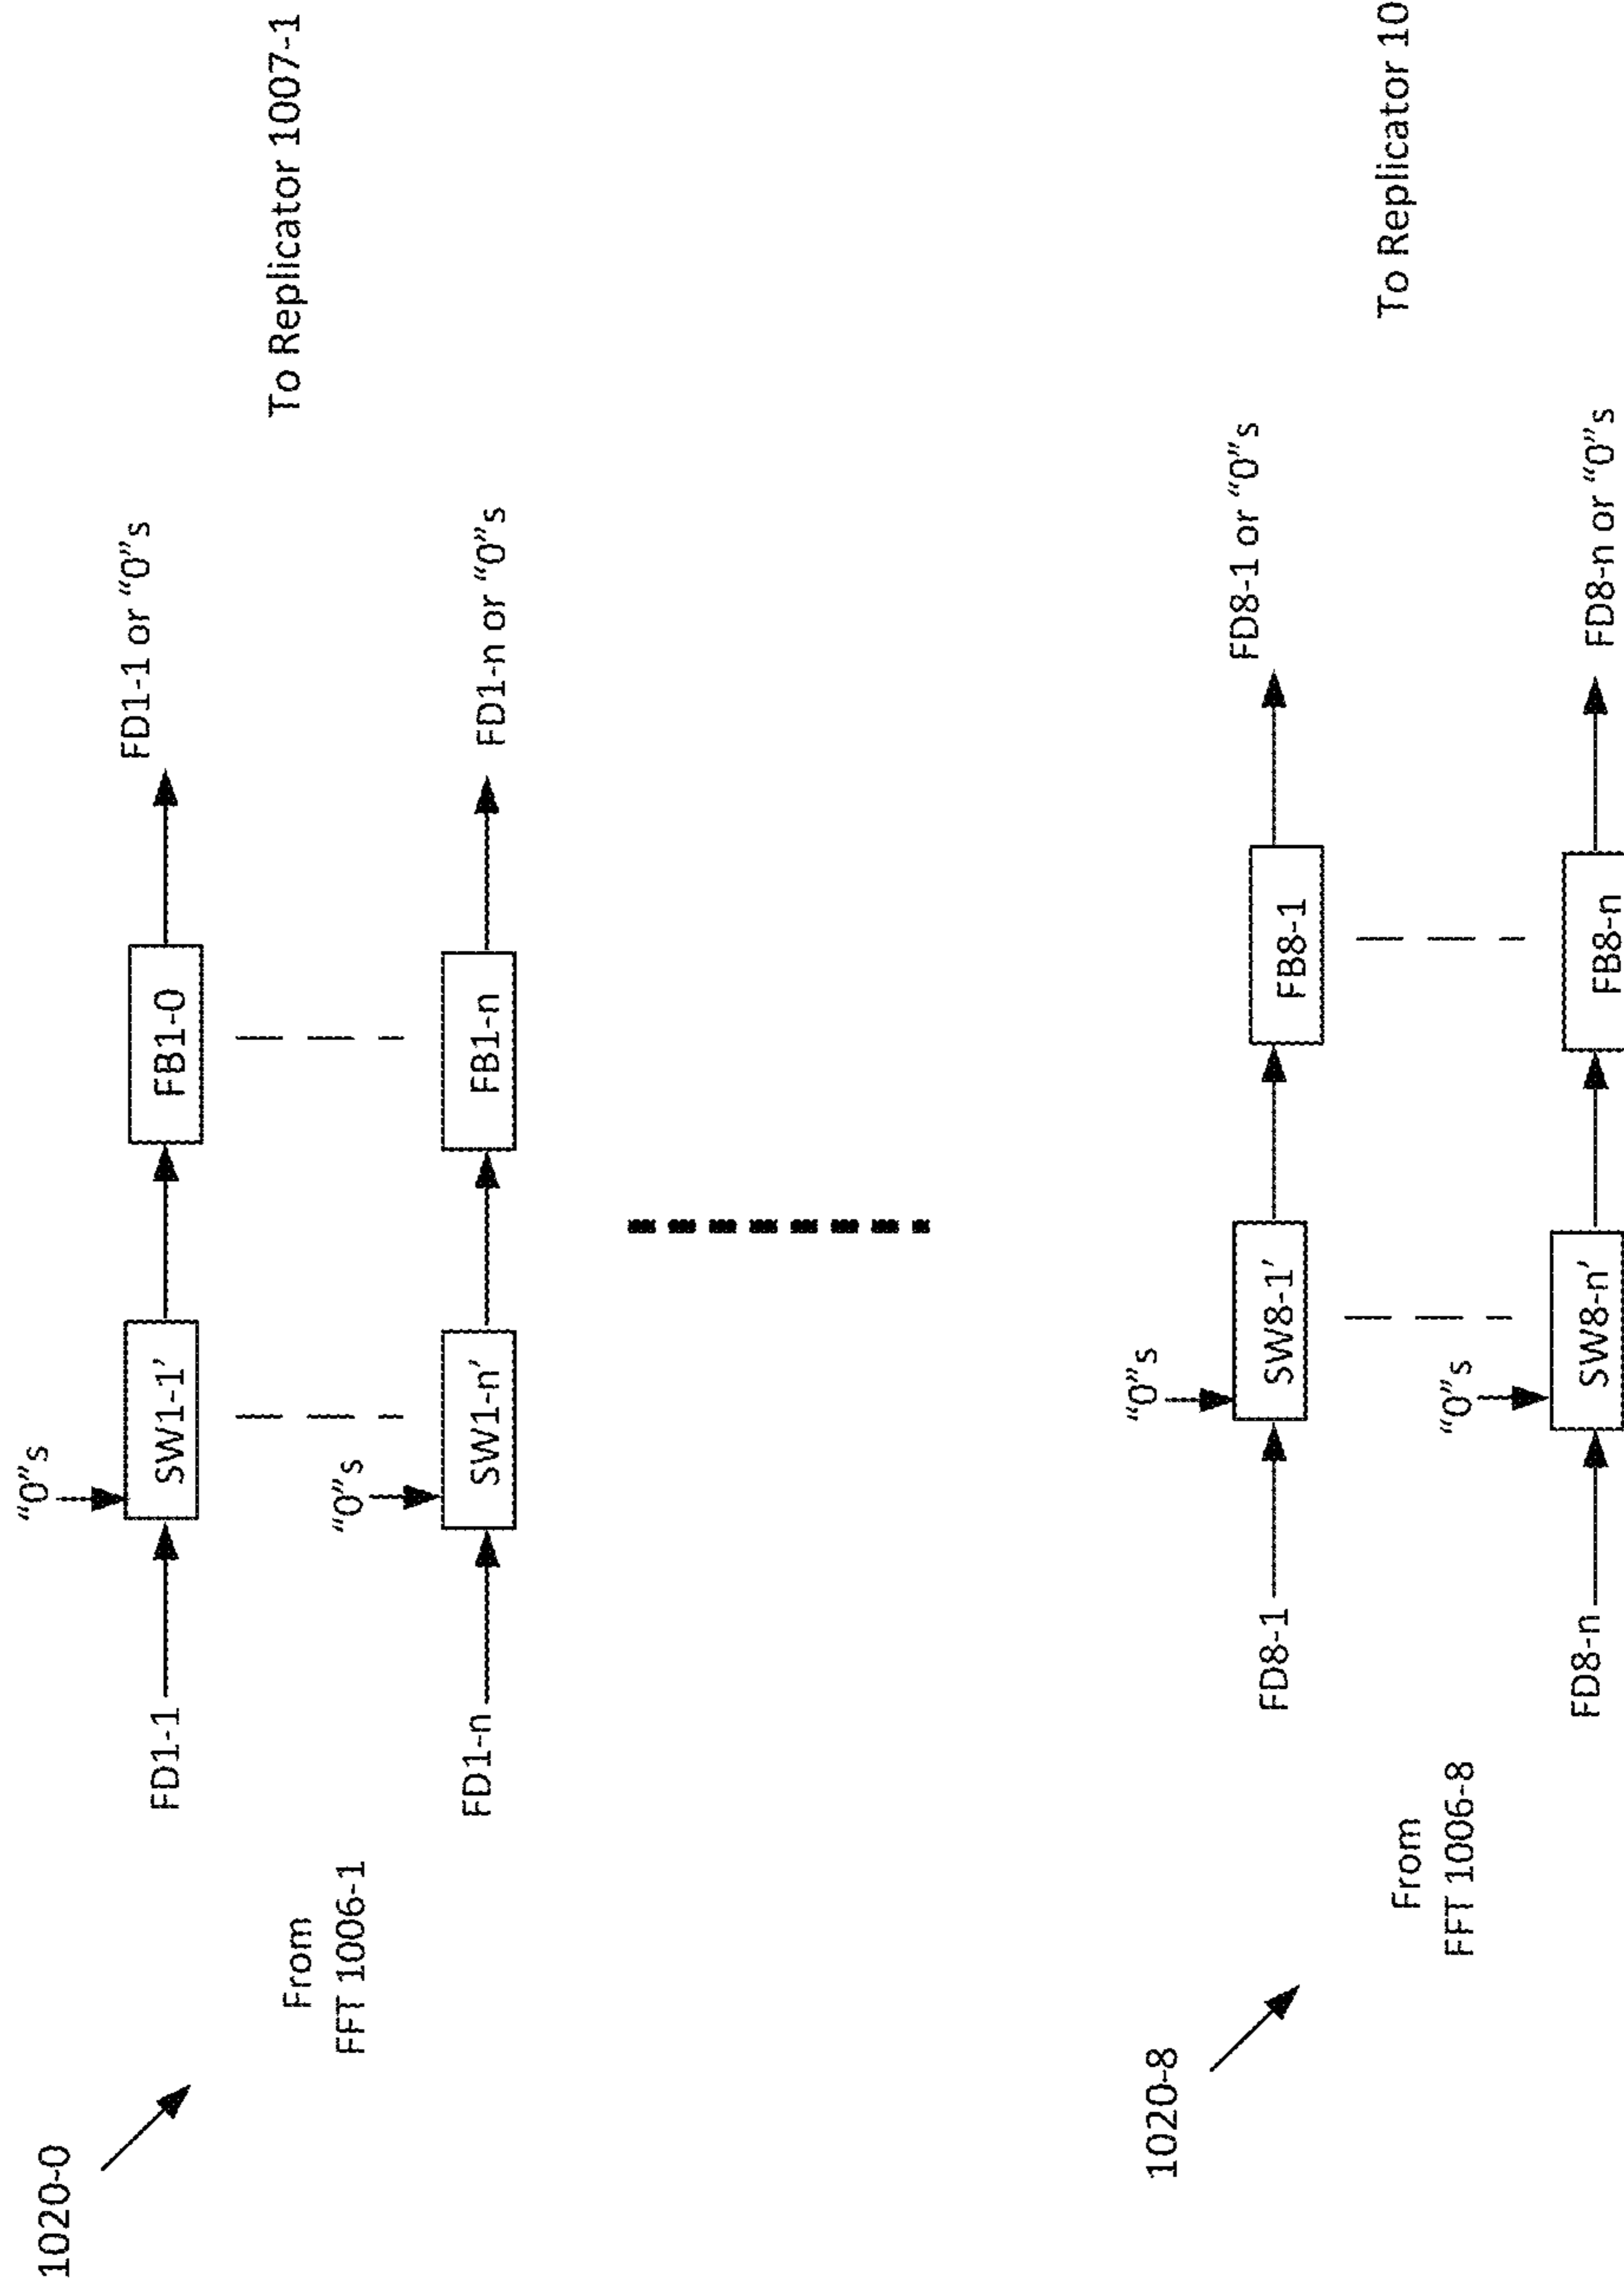 1020-0
From
FFT 1006-1
"0"s
FD1-1
SW1-1'
FB1-0
FD1-1 or "0"s
To Replicator 1007-1
"0"s
FD1-n
SW1-n'
FB1-n
FD1-n or "0"s
1020-8
From
FFT 1006-8
"0"s
FD8-1
SW8-1'
FB8-1
FD8-1 or "0"s
To Replicator 10
"0"s
FD8-n
SW8-n'
FB8-n
FD8-n or "0"s